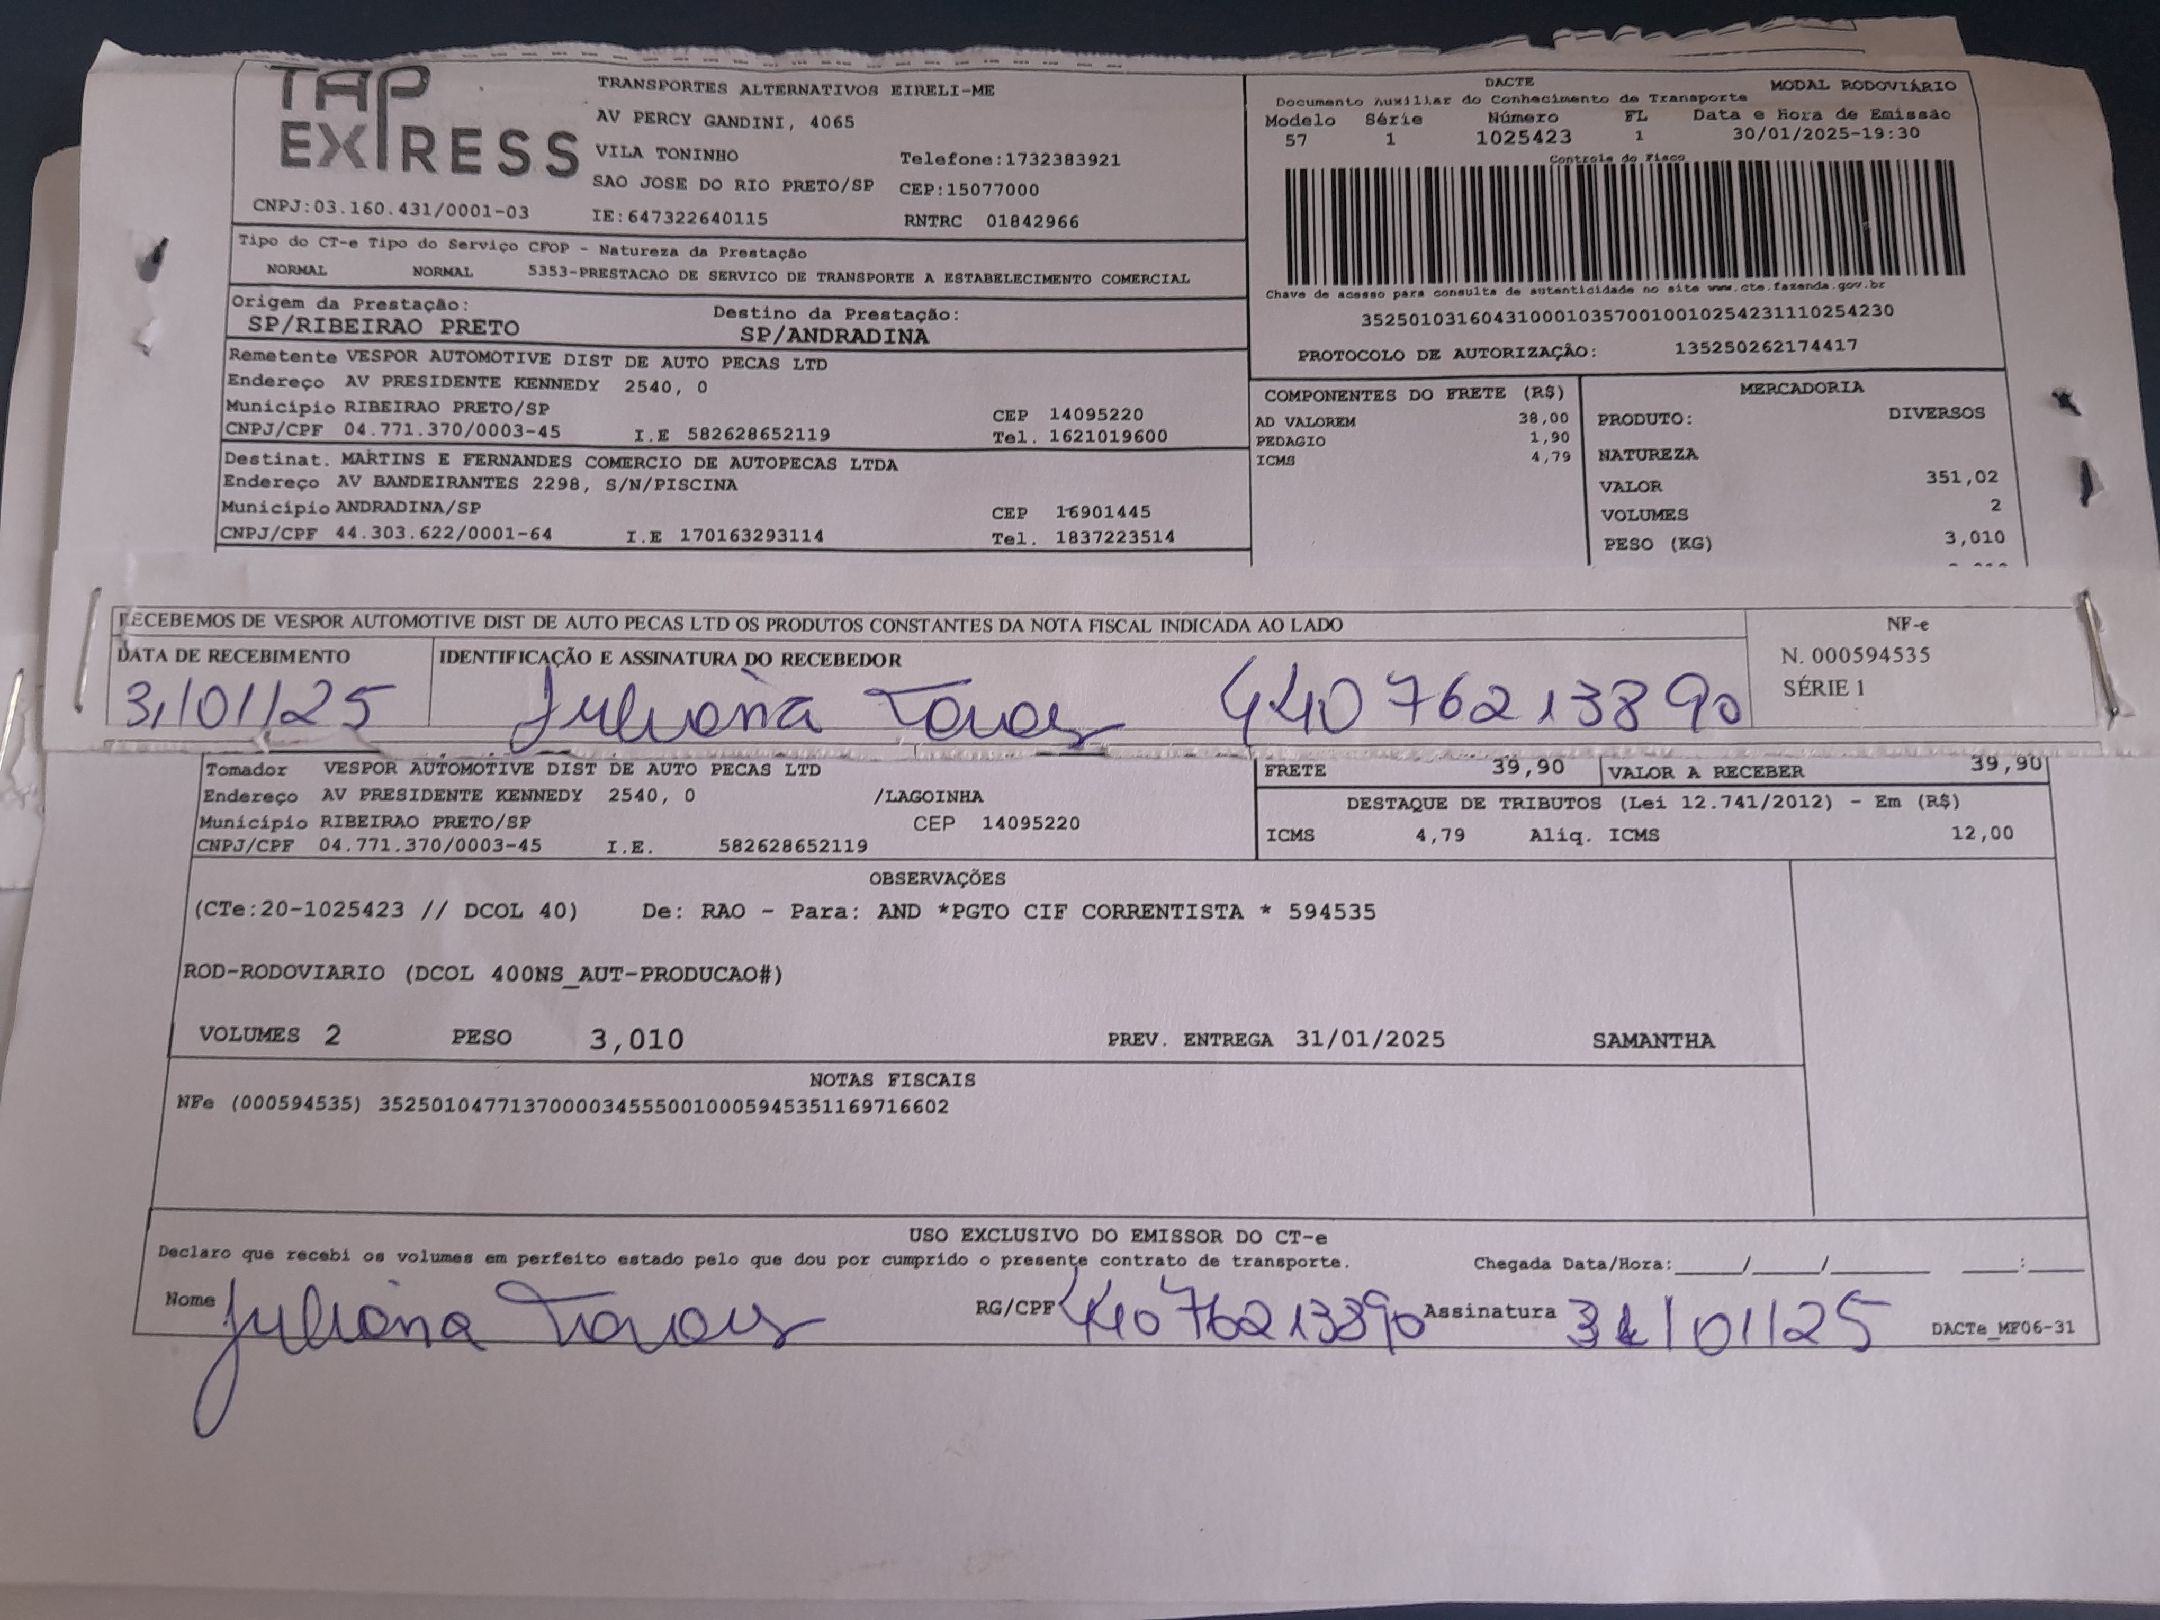 TAP EXPRESS
TRANSPORTES ALTERNATIVOS EIRELI-ME
AV PERCY GANDINI, 4065
VILA TONINHO Telefone:1732383921
SAO JOSE DO RIO PRETO/SP CEP:15077000
CNPJ:03.160.431/0001-03 IE:647322640115 RNTRC 01842966
DACTE MODAL RODOVIÁRIO
Documento Auxiliar do Conhecimento de Transporte
Modelo Série Número FL Data e Hora de Emissão
57 1 1025423 1 30/01/2025-19:30
Controle do Fisco
Chave de acesso para consulta de autenticidade no site www.cte.fazenda.gov.br
35250103160431000103570010010254231110254230
PROTOCOLO DE AUTORIZAÇÃO: 135250262174417
Tipo do CT-e Tipo do Serviço CFOP - Natureza da Prestação
NORMAL NORMAL 5353-PRESTACAO DE SERVICO DE TRANSPORTE A ESTABELECIMENTO COMERCIAL
Origem da Prestação: Destino da Prestação:
SP/RIBEIRAO PRETO SP/ANDRADINA
Remetente VESPOR AUTOMOTIVE DIST DE AUTO PECAS LTD
Endereço AV PRESIDENTE KENNEDY 2540, 0
Município RIBEIRAO PRETO/SP CEP 14095220
CNPJ/CPF 04.771.370/0003-45 I.E 582628652119 Tel. 1621019600
Destinat. MARTINS E FERNANDES COMERCIO DE AUTOPECAS LTDA
Endereço AV BANDEIRANTES 2298, S/N/PISCINA
Município ANDRADINA/SP CEP 16901445
CNPJ/CPF 44.303.622/0001-64 I.E 170163293114 Tel. 1837223514
COMPONENTES DO FRETE (R$)
AD VALOREM 38,00
PEDAGIO 1,90
ICMS 4,79
MERCADORIA
PRODUTO: DIVERSOS
NATUREZA
VALOR 351,02
VOLUMES 2
PESO (KG) 3,010
RECEBEMOS DE VESPOR AUTOMOTIVE DIST DE AUTO PECAS LTD OS PRODUTOS CONSTANTES DA NOTA FISCAL INDICADA AO LADO
DATA DE RECEBIMENTO IDENTIFICAÇÃO E ASSINATURA DO RECEBEDOR
31/01/25 Juliana 44076213890
NF-e
N. 000594535
SÉRIE 1
Tomador VESPOR AUTOMOTIVE DIST DE AUTO PECAS LTD
Endereço AV PRESIDENTE KENNEDY 2540, 0 /LAGOINHA
Município RIBEIRAO PRETO/SP CEP 14095220
CNPJ/CPF 04.771.370/0003-45 I.E. 582628652119
FRETE 39,90 VALOR A RECEBER 39,90
DESTAQUE DE TRIBUTOS (Lei 12.741/2012) - Em (R$)
ICMS 4,79 Aliq. ICMS 12,00
OBSERVAÇÕES
(CTe:20-1025423 // DCOL 40) De: RAO - Para: AND *PGTO CIF CORRENTISTA * 594535
ROD-RODOVIARIO (DCOL 400NS_AUT-PRODUCAO#)
VOLUMES 2 PESO 3,010 PREV. ENTREGA 31/01/2025 SAMANTHA
NOTAS FISCAIS
NFe (000594535) 35250104771370000345550010005945351169716602
USO EXCLUSIVO DO EMISSOR DO CT-e
Declaro que recebi os volumes em perfeito estado pelo que dou por cumprido o presente contrato de transporte. Chegada Data/Hora:____/____/____ ___:___
Nome Juliana RG/CPF 44076213890 Assinatura 31/01/25 DACTe_MF06-31